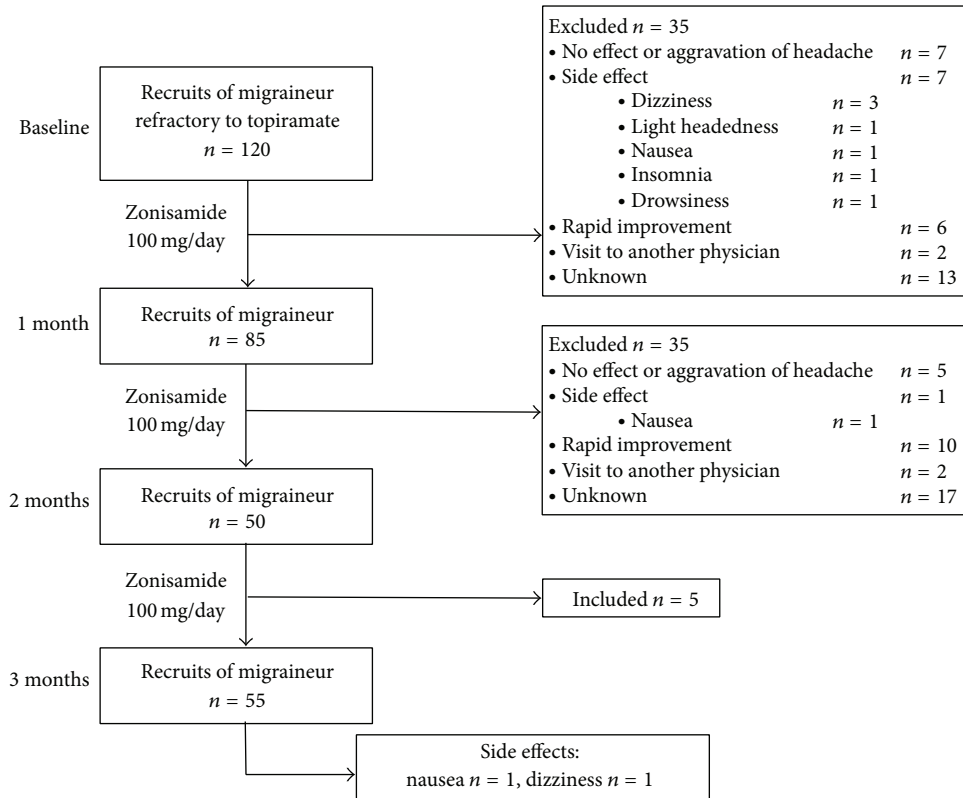 Baseline
Recruits of migraineur
refractory to topiramate
n = 120
Zonisamide
100 mg/day
Excluded n = 35
• No effect or aggravation of headache n = 7
• Side effect n = 7
• Dizziness n = 3
• Light headedness n = 1
• Nausea n = 1
• Insomnia n = 1
• Drowsiness n = 1
• Rapid improvement n = 6
• Visit to another physician n = 2
• Unknown n = 13
1 month
Recruits of migraineur
n = 85
Zonisamide
100 mg/day
Excluded n = 35
• No effect or aggravation of headache n = 5
• Side effect n = 1
• Nausea n = 1
• Rapid improvement n = 10
• Visit to another physician n = 2
• Unknown n = 17
2 months
Recruits of migraineur
n = 50
Zonisamide
100 mg/day
Included n = 5
3 months
Recruits of migraineur
n = 55
Side effects:
nausea n = 1, dizziness n = 1